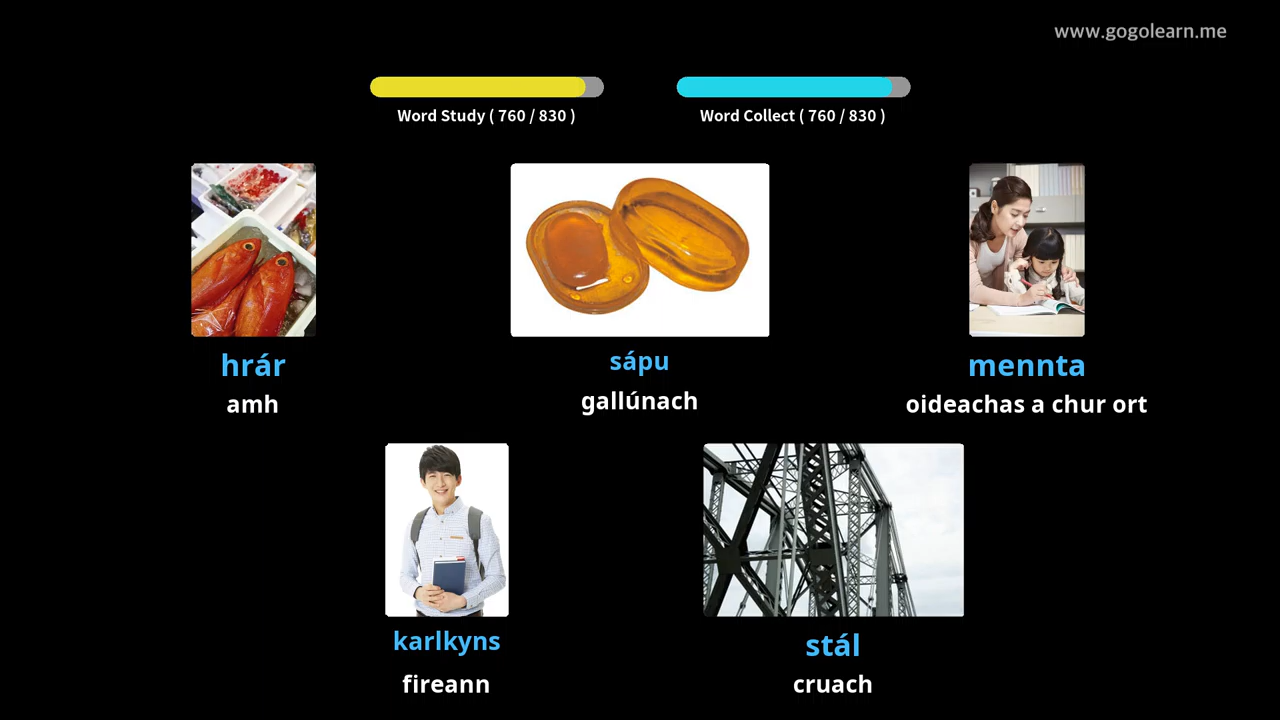 www.gogolearn.me
Word Study ( 760 / 830 )
Word Collect ( 760 / 830 )
hrár
amh
sápu
gallúnach
mennta
oideachas a chur ort
karlkyns
fireann
stál
cruach